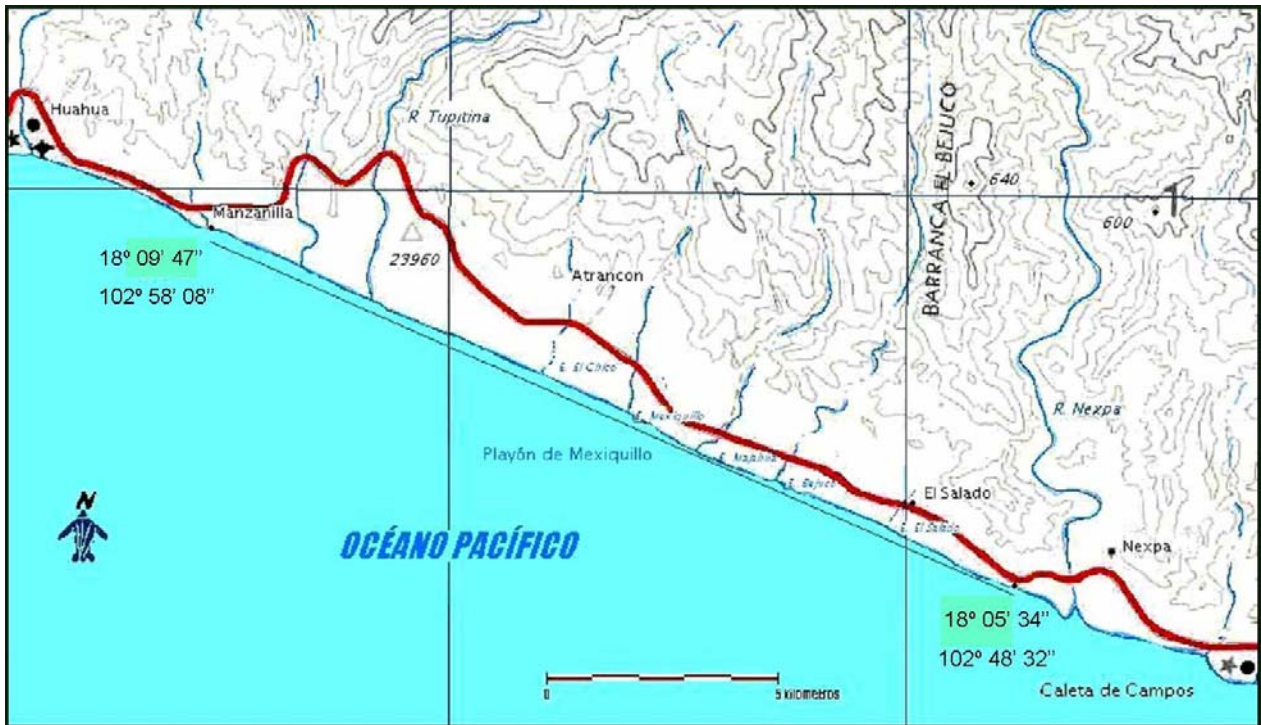 Huahua
R. Tupitina
BARRANCA EL BEJUCO
640
1
600
Manzanilla
18º 09' 47"
102º 58' 08"
23960
Atrancon
E. El Chico
E. Mexiquillo
R. Nexpa
Playón de Mexiquillo
E. Bejuco
El Salado
E. El Salado
N
OCÉANO PACÍFICO
Nexpa
18º 05' 34"
102º 48' 32"
0
5 kilometros
Caleta de Campos